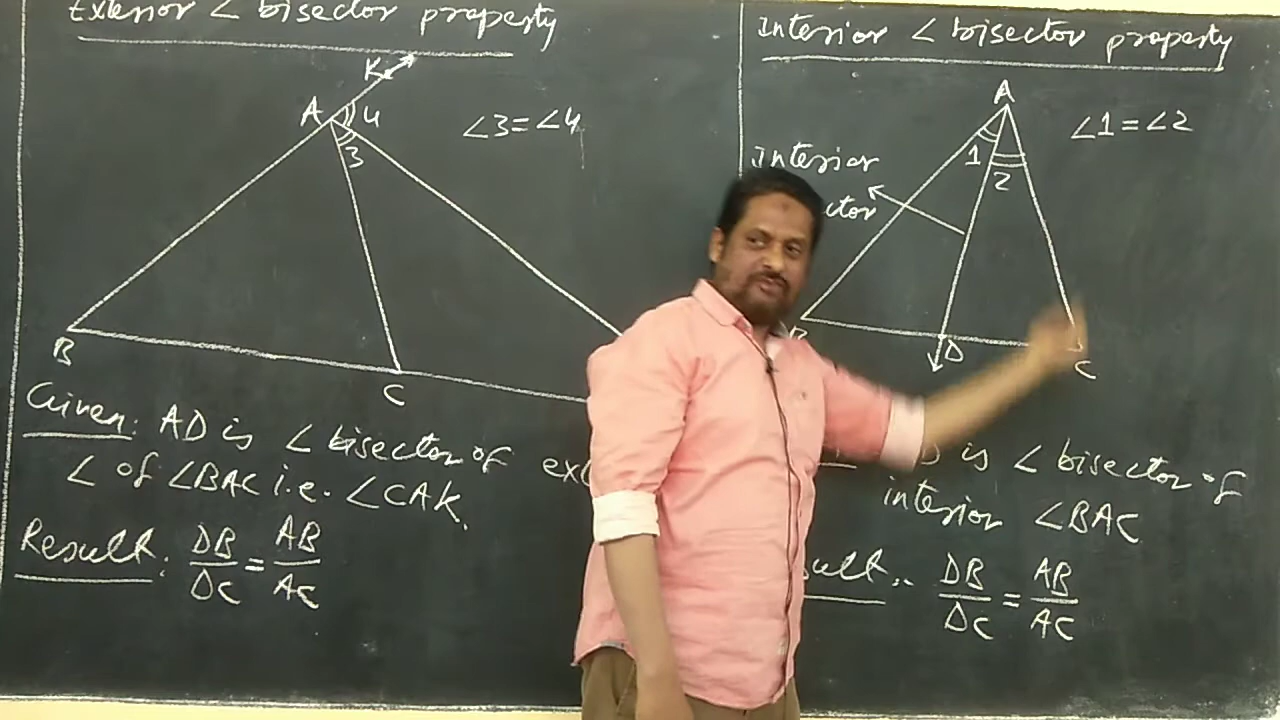 Exterior ∠ bisector property
K
A
4
3
∠3=∠4
B
C
Given: AD is ∠ bisector of
∠ of ∠BAC i.e. ∠CAK.
Result: DB/DC = AB/AC
Interior ∠ bisector property
A
∠1=∠2
Interior
1
2
B
D
C
is ∠ bisector of
interior ∠BAC
DB/DC = AB/AC